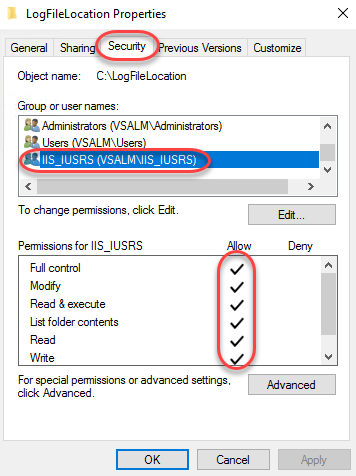 LogFileLocation Properties
General Sharing Security Previous Versions Customize
Object name: C:\LogFileLocation
Group or user names:
Administrators (VSALM\Administrators)
Users (VSALM\Users)
IIS_IUSRS (VSALM\IIS_IUSRS)
To change permissions, click Edit.
Edit...
Permissions for IIS_IUSRS Allow Deny
Full control
Modify
Read & execute
List folder contents
Read
Write
For special permissions or advanced settings,
click Advanced.
Advanced
OK Cancel Apply